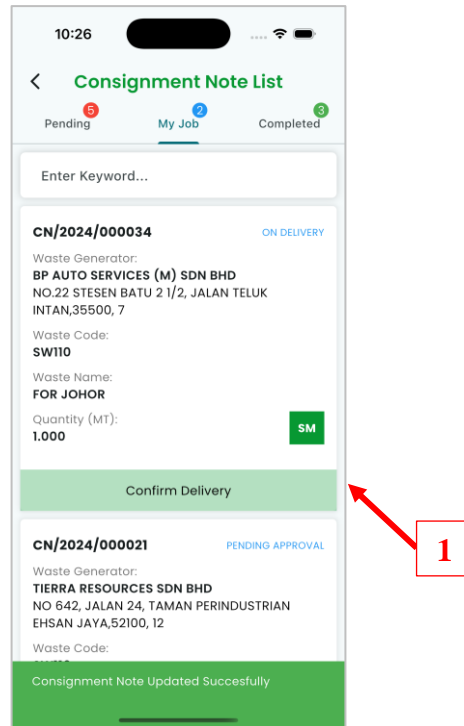 10:26
Consignment Note List
5
2
3
Pending
My Job
Completed
Enter Keyword...
CN/2024/000034
ON DELIVERY
Waste Generator:
BP AUTO SERVICES (M) SDN BHD
NO.22 STESEN BATU 2 1/2, JALAN TELUK
INTAN,35500, 7
Waste Code:
SW110
Waste Name:
FOR JOHOR
Quantity (MT):
1.000
SM
Confirm Delivery
1
CN/2024/000021
PENDING APPROVAL
Waste Generator:
TIERRA RESOURCES SDN BHD
NO 642, JALAN 24, TAMAN PERINDUSTRIAN
EHSAN JAYA,52100, 12
Waste Code:
Consignment Note Updated Succesfully